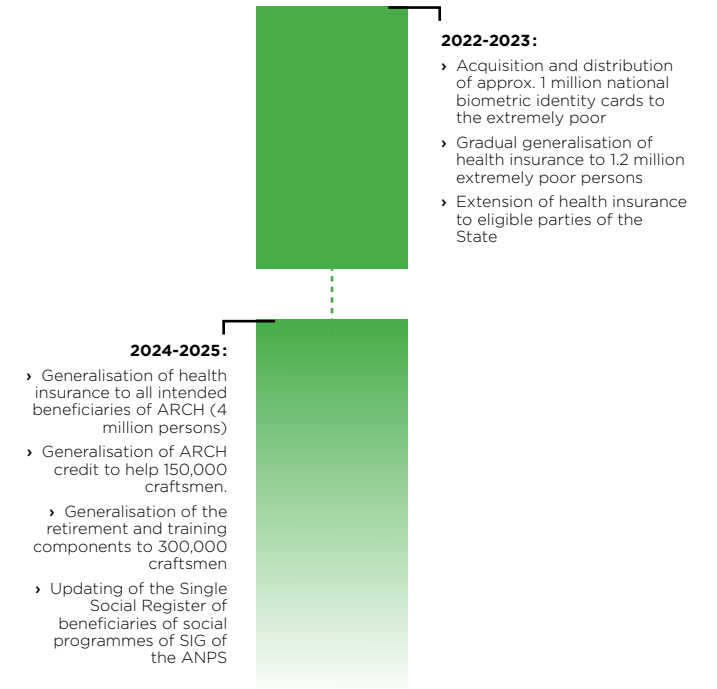 2022-2023:
› Acquisition and distribution
of approx. 1 million national
biometric identity cards to
the extremely poor
› Gradual generalisation of
health insurance to 1.2 million
extremely poor persons
› Extension of health insurance
to eligible parties of the
State
2024-2025:
› Generalisation of health
insurance to all intended
beneficiaries of ARCH (4
million persons)
› Generalisation of ARCH
credit to help 150,000
craftsmen.
› Generalisation of the
retirement and training
components to 300,000
craftsmen
› Updating of the Single
Social Register of
beneficiaries of social
programmes of SIG of
the ANPS